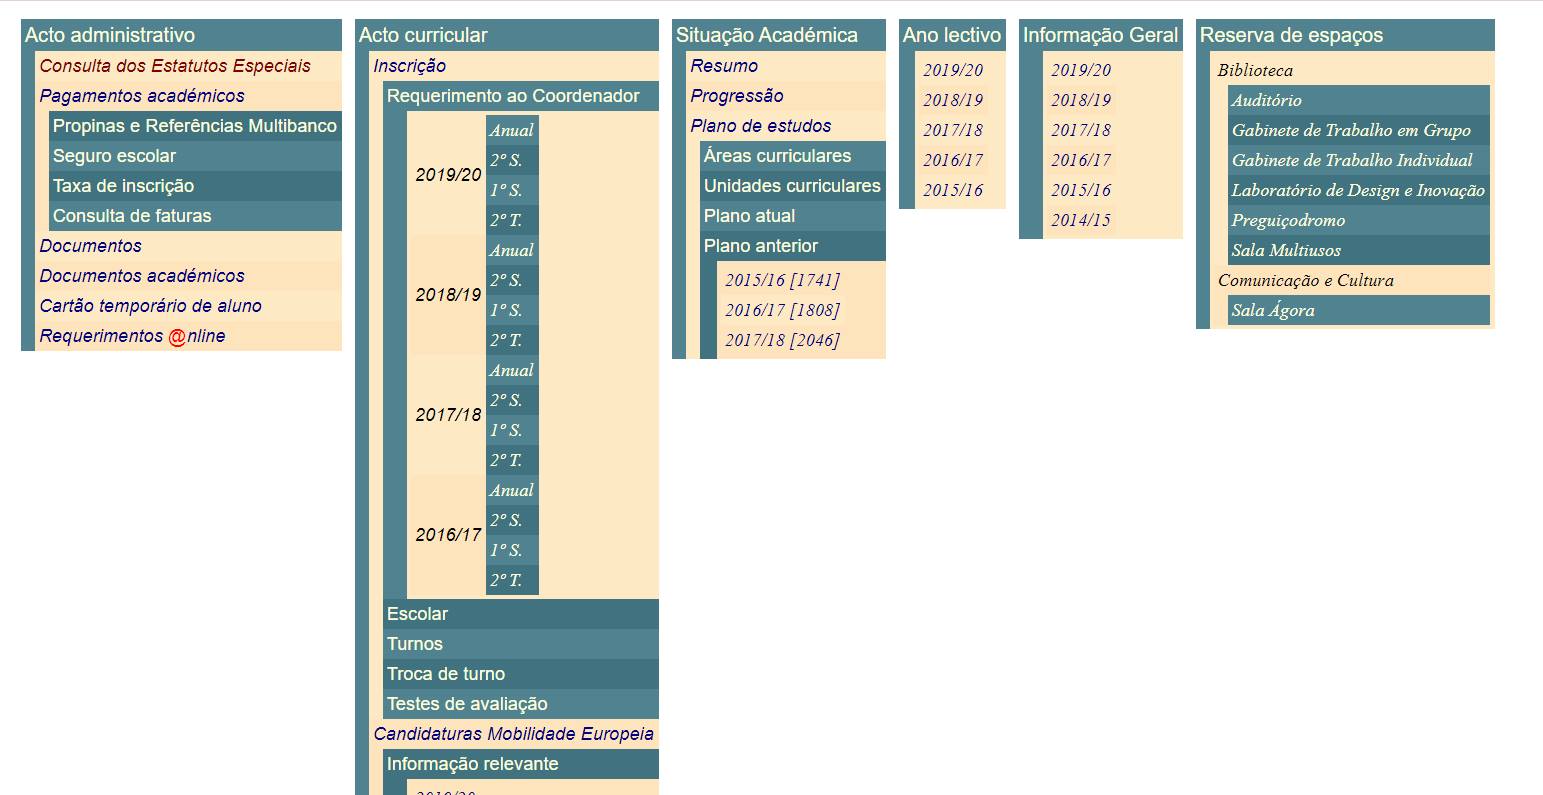 Acto administrativo
Consulta dos Estatutos Especiais
Pagamentos académicos
Propinas e Referências Multibanco
Seguro escolar
Taxa de inscrição
Consulta de faturas
Documentos
Documentos académicos
Cartão temporário de aluno
Requerimentos @nline
Acto curricular
Inscrição
Requerimento ao Coordenador
2019/20
Anual
2º S.
1º S.
2º T.
2018/19
Anual
2º S.
1º S.
2º T.
2017/18
Anual
2º S.
1º S.
2º T.
2016/17
Anual
2º S.
1º S.
2º T.
Escolar
Turnos
Troca de turno
Testes de avaliação
Candidaturas Mobilidade Europeia
Informação relevante
Situação Académica
Resumo
Progressão
Plano de estudos
Áreas curriculares
Unidades curriculares
Plano atual
Plano anterior
2015/16 [1741]
2016/17 [1808]
2017/18 [2046]
Ano lectivo
2019/20
2018/19
2017/18
2016/17
2015/16
Informação Geral
2019/20
2018/19
2017/18
2016/17
2015/16
2014/15
Reserva de espaços
Biblioteca
Auditório
Gabinete de Trabalho em Grupo
Gabinete de Trabalho Individual
Laboratório de Design e Inovação
Preguiçodromo
Sala Multiusos
Comunicação e Cultura
Sala Ágora